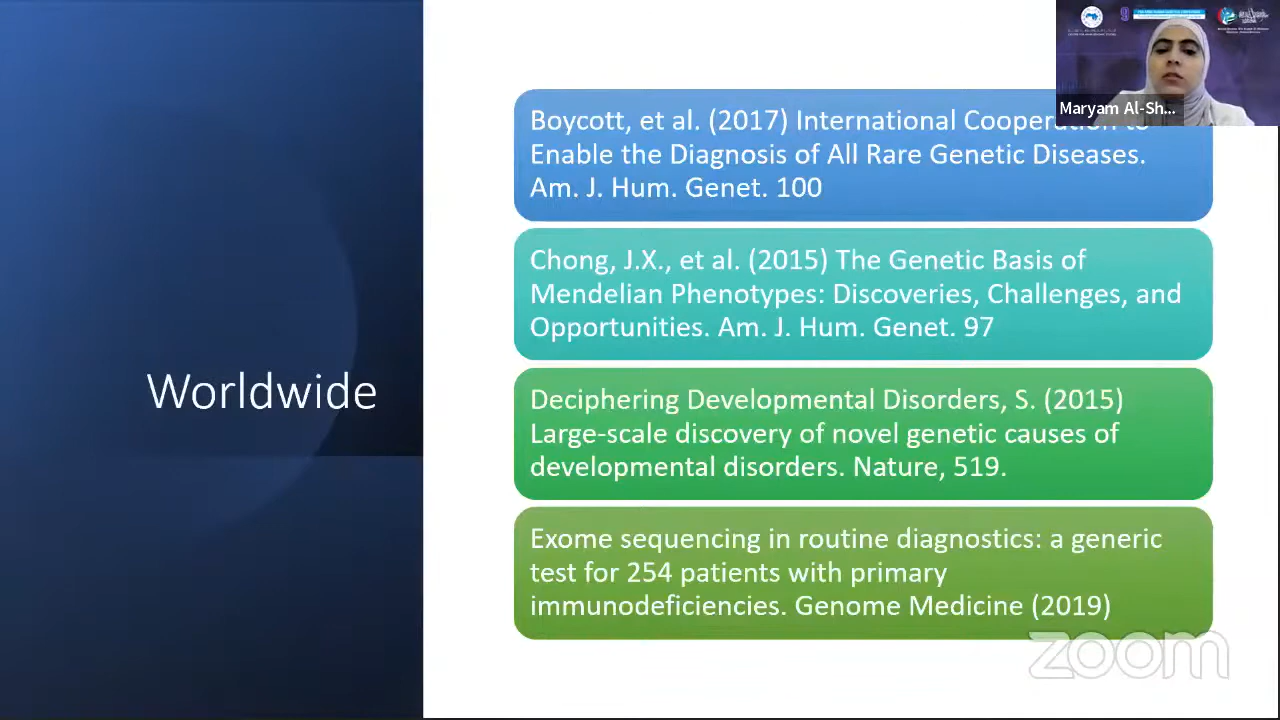 Maryam Al-Sh...
Worldwide
Boycott, et al. (2017) International Cooperation to
Enable the Diagnosis of All Rare Genetic Diseases.
Am. J. Hum. Genet. 100
Chong, J.X., et al. (2015) The Genetic Basis of
Mendelian Phenotypes: Discoveries, Challenges, and
Opportunities. Am. J. Hum. Genet. 97
Deciphering Developmental Disorders, S. (2015)
Large-scale discovery of novel genetic causes of
developmental disorders. Nature, 519.
Exome sequencing in routine diagnostics: a generic
test for 254 patients with primary
immunodeficiencies. Genome Medicine (2019)
zoom